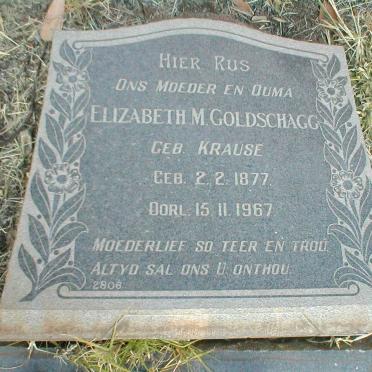 HIER RUS
ONS MOEDER EN OUMA
ELIZABETH M. GOLDSCHAGG
GEB. KRAUSE
GEB. 2.2.1877.
OORL. 15.11.1967
MOEDERLIEF SO TEER EN TROU,
ALTYD SAL ONS U ONTHOU.
2806